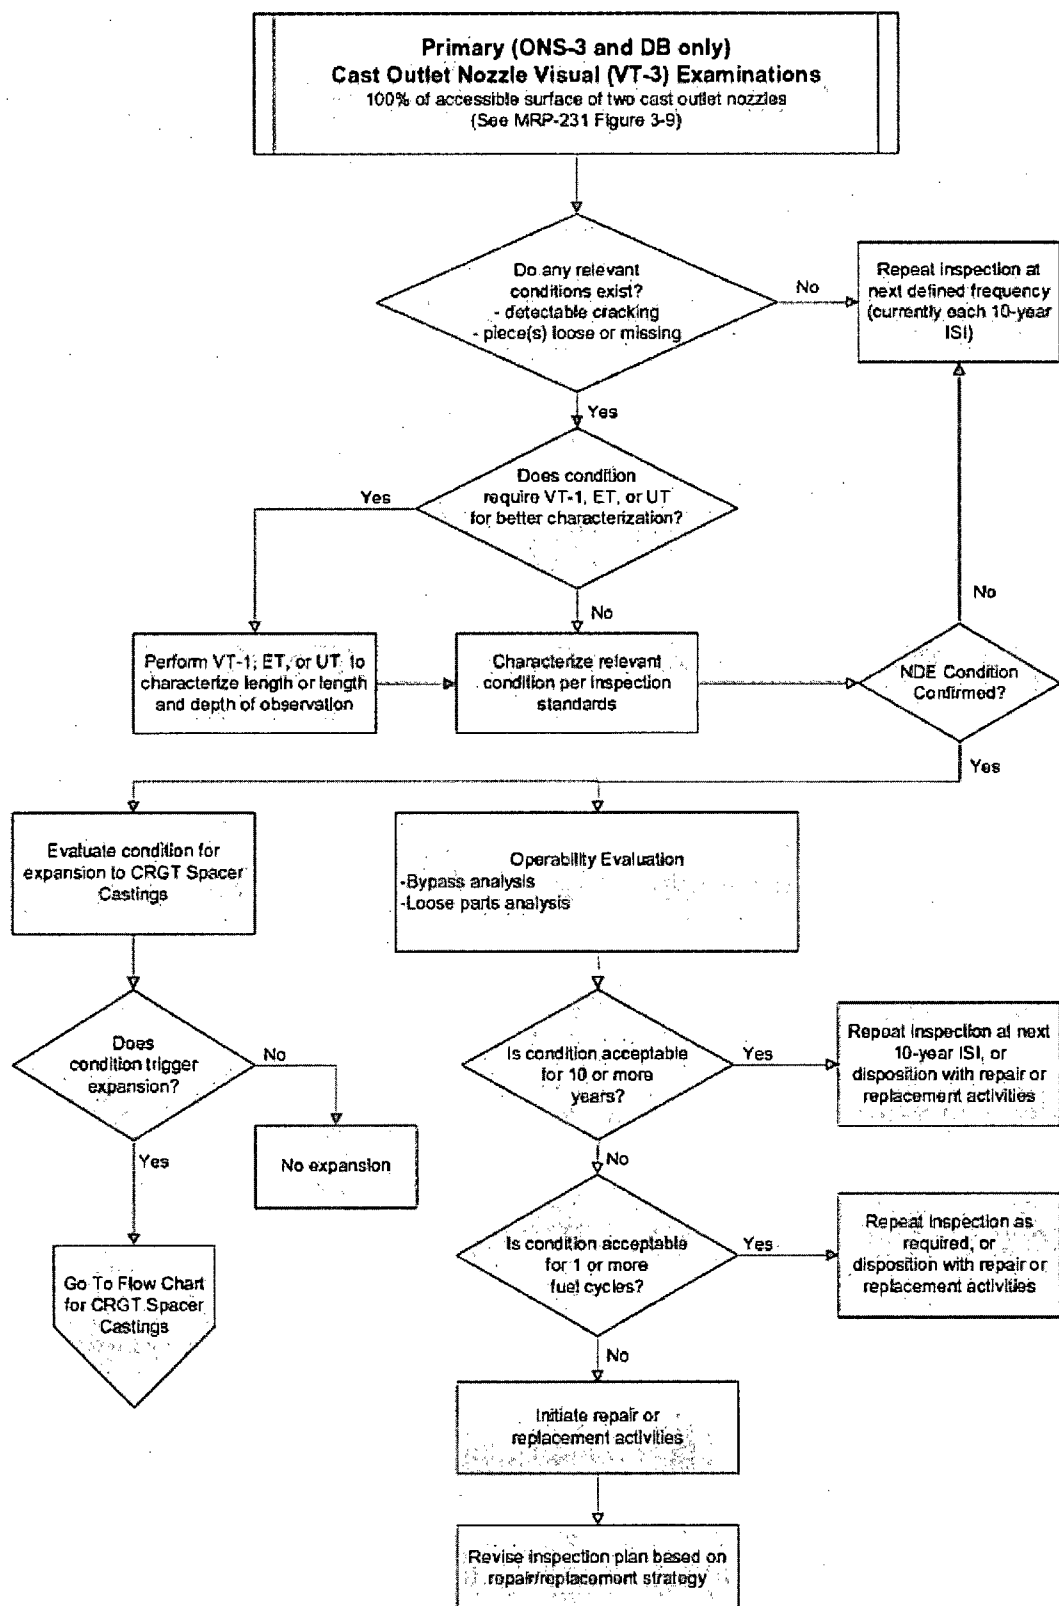 Primary (ONS-3 and DB only)
Cast Outlet Nozzle Visual (VT-3) Examinations
100% of accessible surface of two cast outlet nozzles
(See MRP-231 Figure 3-9)
Do any relevant
conditions exist?
- detectable cracking
- piece(s) loose or missing
No
Repeat inspection at
next defined frequency
(currently each 10-year
ISI)
Yes
Does condition
require VT-1, ET, or UT
for better characterization?
Yes
No
No
Perform VT-1, ET, or UT to
characterize length or length
and depth of observation
Characterize relevant
condition per inspection
standards
NDE Condition
Confirmed?
Yes
Evaluate condition for
expansion to CRGT Spacer
Castings
Operability Evaluation
-Bypass analysis
-Loose parts analysis
Does
condition trigger
expansion?
No
Is condition acceptable
for 10 or more
years?
Yes
Repeat inspection at next
10-year ISI, or
disposition with repair or
replacement activities
Yes
No expansion
No
Go To Flow Chart
for CRGT Spacer
Castings
Is condition acceptable
for 1 or more
fuel cycles?
Yes
Repeat inspection as
required, or
disposition with repair or
replacement activities
No
Initiate repair or
replacement activities
Revise inspection plan based on
repair/replacement strategy